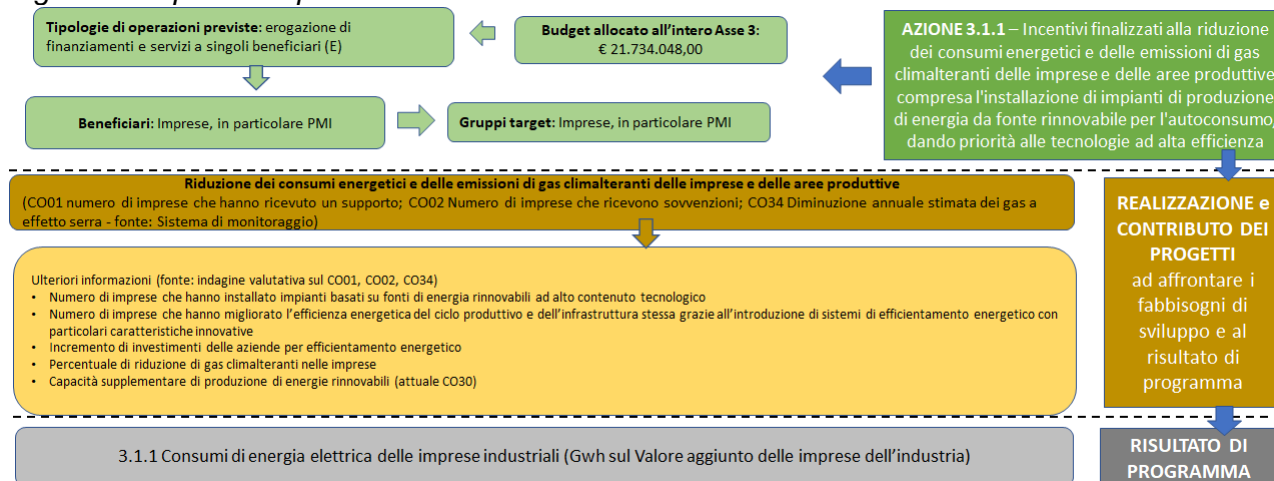 Tipologie di operazioni previste: erogazione di
finanziamenti e servizi a singoli beneficiari (E)
Budget allocato all'intero Asse 3:
€ 21.734.048,00
AZIONE 3.1.1 – Incentivi finalizzati alla riduzione
dei consumi energetici e delle emissioni di gas
climalteranti delle imprese e delle aree produttive
compresa l'installazione di impianti di produzione
di energia da fonte rinnovabile per l'autoconsumo,
dando priorità alle tecnologie ad alta efficienza
Beneficiari: Imprese, in particolare PMI
Gruppi target: Imprese, in particolare PMI
Riduzione dei consumi energetici e delle emissioni di gas climalteranti delle imprese e delle aree produttive
(CO01 numero di imprese che hanno ricevuto un supporto; CO02 Numero di imprese che ricevono sovvenzioni; CO34 Diminuzione annuale stimata dei gas a
effetto serra - fonte: Sistema di monitoraggio)
REALIZZAZIONE e
CONTRIBUTO DEI
PROGETTI
ad affrontare i
fabbisogni di
sviluppo e al
risultato di
programma
Ulteriori informazioni (fonte: indagine valutativa sul CO01, CO02, CO34)
• Numero di imprese che hanno installato impianti basati su fonti di energia rinnovabili ad alto contenuto tecnologico
• Numero di imprese che hanno migliorato l'efficienza energetica del ciclo produttivo e dell'infrastruttura stessa grazie all'introduzione di sistemi di efficientamento energetico con
particolari caratteristiche innovative
• Incremento di investimenti delle aziende per efficientamento energetico
• Percentuale di riduzione di gas climalteranti nelle imprese
• Capacità supplementare di produzione di energie rinnovabili (attuale CO30)
3.1.1 Consumi di energia elettrica delle imprese industriali (Gwh sul Valore aggiunto delle imprese dell'industria)
RISULTATO DI
PROGRAMMA